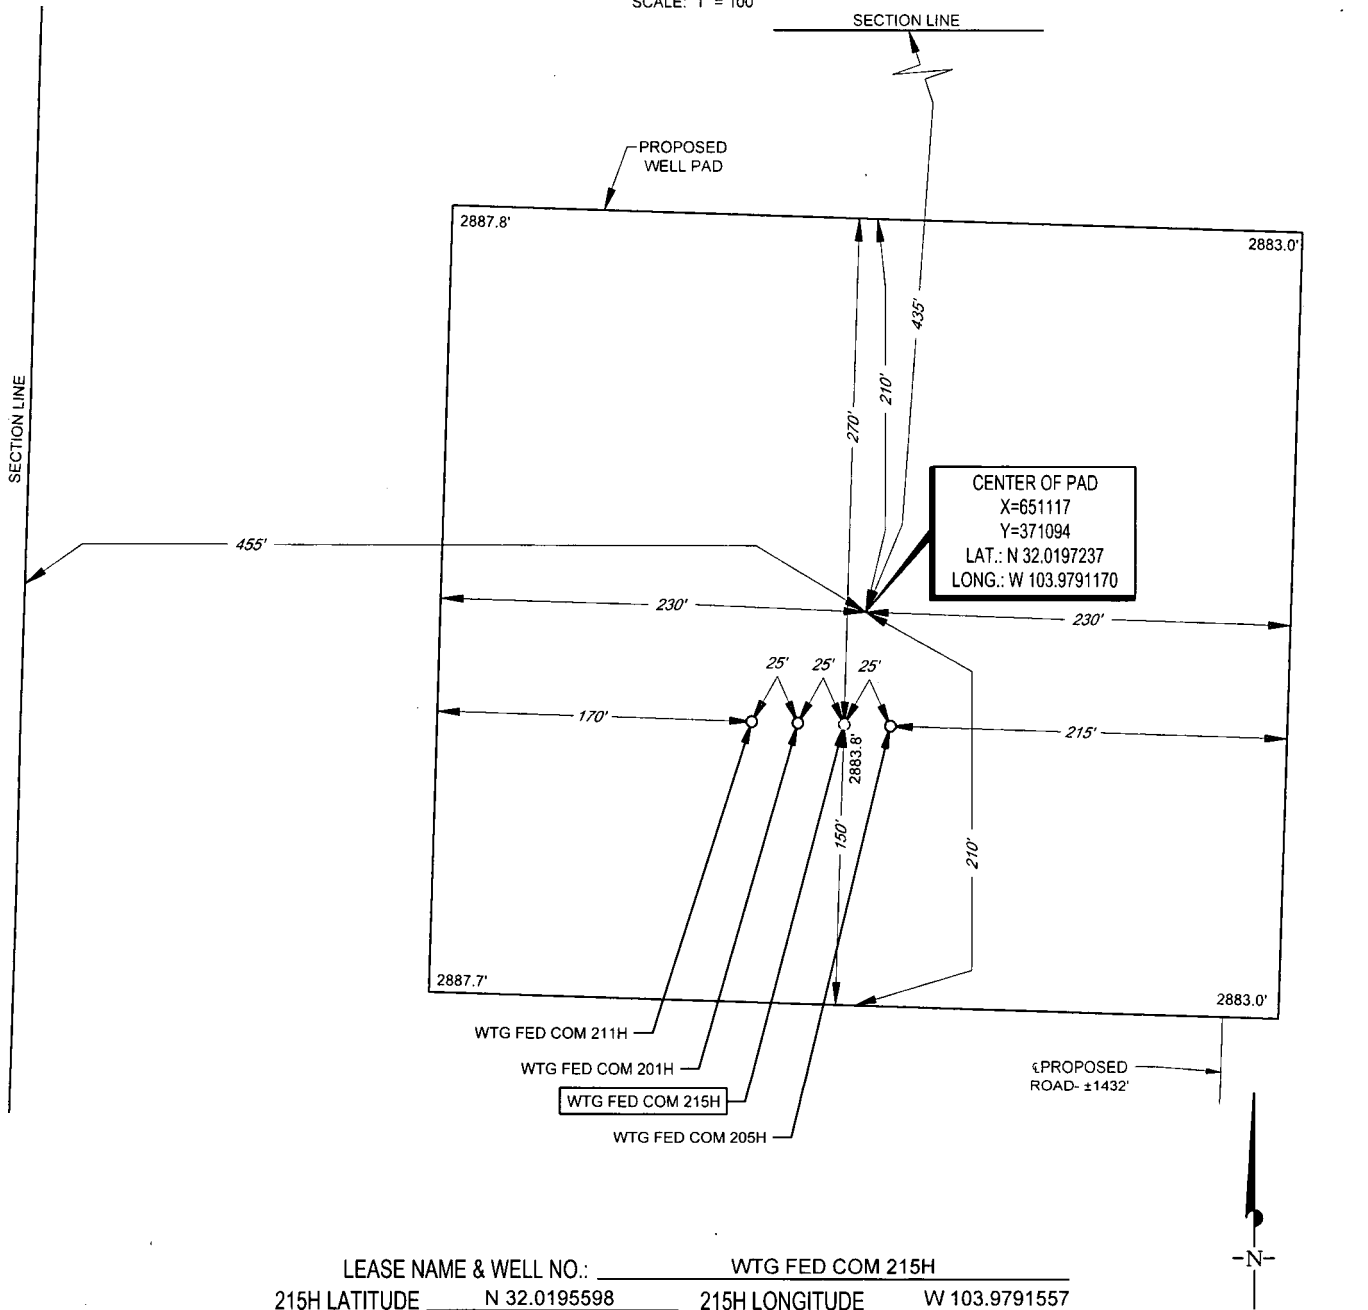 SCALE: 1" = 100'
SECTION LINE
PROPOSED
WELL PAD
2887.8'
2883.0'
435'
SECTION LINE
210'
270'
CENTER OF PAD
X=651117
Y=371094
LAT.: N 32.0197237
LONG.: W 103.9791170
455'
230'
230'
25'
25'
25'
170'
215'
2883.8'
150'
210'
2887.7'
2883.0'
WTG FED COM 211H
WTG FED COM 201H
WTG FED COM 215H
WTG FED COM 205H
℄PROPOSED
ROAD- ±1432'
-N-
LEASE NAME & WELL NO.: WTG FED COM 215H
215H LATITUDE N 32.0195598 215H LONGITUDE W 103.9791557